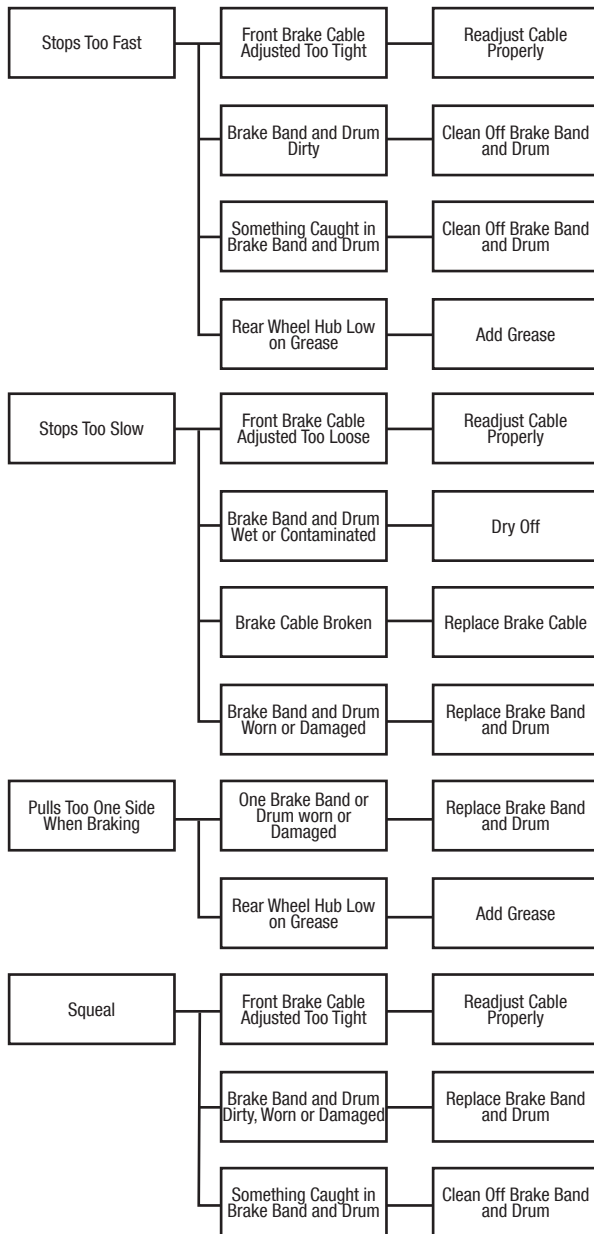 Stops Too Fast
Front Brake Cable
Adjusted Too Tight
Readjust Cable
Properly
Brake Band and Drum
Dirty
Clean Off Brake Band
and Drum
Something Caught in
Brake Band and Drum
Clean Off Brake Band
and Drum
Rear Wheel Hub Low
on Grease
Add Grease
Stops Too Slow
Front Brake Cable
Adjusted Too Loose
Readjust Cable
Properly
Brake Band and Drum
Wet or Contaminated
Dry Off
Brake Cable Broken
Replace Brake Cable
Brake Band and Drum
Worn or Damaged
Replace Brake Band
and Drum
Pulls Too One Side
When Braking
One Brake Band or
Drum worn or
Damaged
Replace Brake Band
and Drum
Rear Wheel Hub Low
on Grease
Add Grease
Squeal
Front Brake Cable
Adjusted Too Tight
Readjust Cable
Properly
Brake Band and Drum
Dirty, Worn or Damaged
Replace Brake Band
and Drum
Something Caught in
Brake Band and Drum
Clean Off Brake Band
and Drum